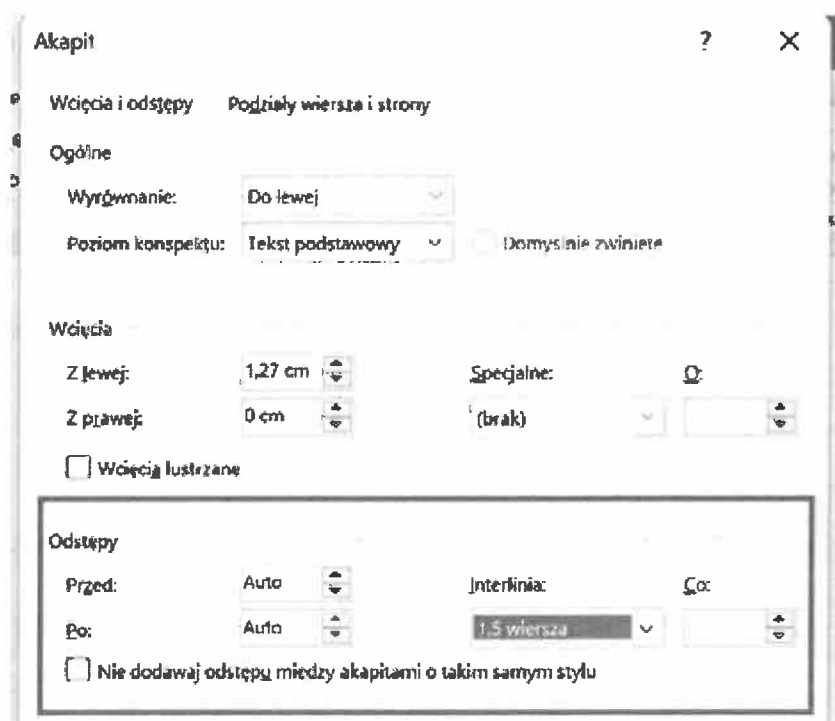 Akapit ? X
Wcięcia i odstępy Podziały wiersza i strony
Ogólne
Wyrównanie: Do lewej
Poziom konspektu: Tekst podstawowy Domyślnie zwinięte
Wcięcia
Z lewej: 1,27 cm Specjalne: O:
Z prawej: 0 cm (brak)
Wcięcia lustrzane
Odstępy
Przed: Auto Interlinia: Co:
Po: Auto 1,5 wiersza
Nie dodawaj odstępu między akapitami o takim samym stylu